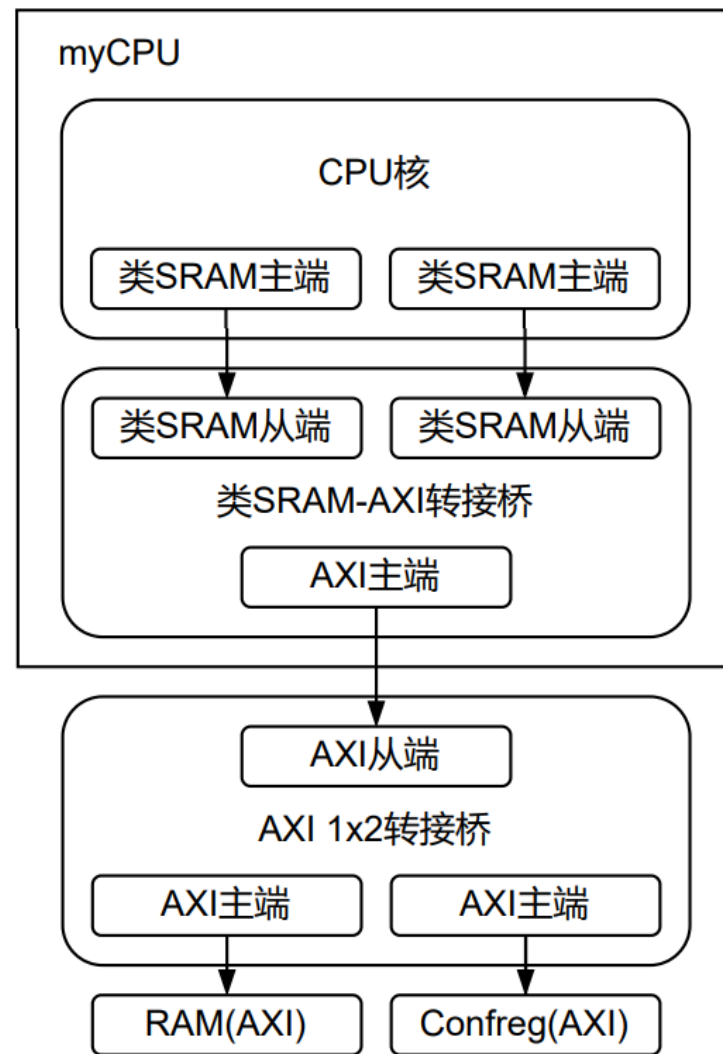 myCPU
CPU核
类SRAM主端 类SRAM主端
类SRAM从端 类SRAM从端
类SRAM-AXI转接桥
AXI主端
AXI从端
AXI 1x2转接桥
AXI主端 AXI主端
RAM(AXI) Confreg(AXI)